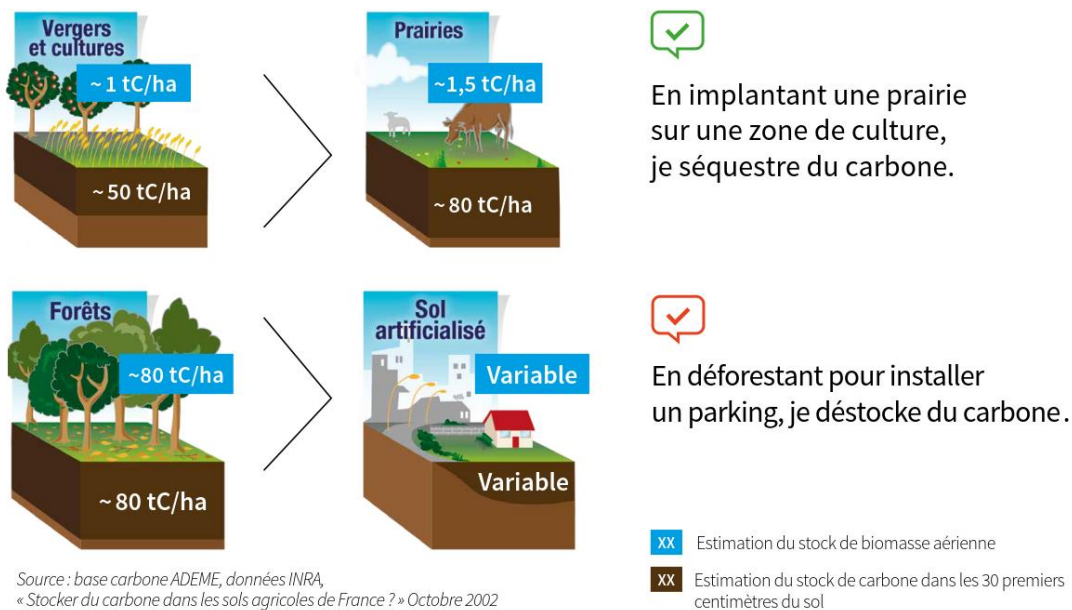 Vergers
et cultures
~ 1 tC/ha
~ 50 tC/ha
Prairies
~1,5 tC/ha
~ 80 tC/ha
En implantant une prairie
sur une zone de culture,
je séquestre du carbone.
Forêts
~80 tC/ha
~ 80 tC/ha
Sol
artificialisé
Variable
Variable
En déforestant pour installer
un parking, je déstocke du carbone.
XX Estimation du stock de biomasse aérienne
XX Estimation du stock de carbone dans les 30 premiers
centimètres du sol
Source : base carbone ADEME, données INRA,
« Stocker du carbone dans les sols agricoles de France ? » Octobre 2002